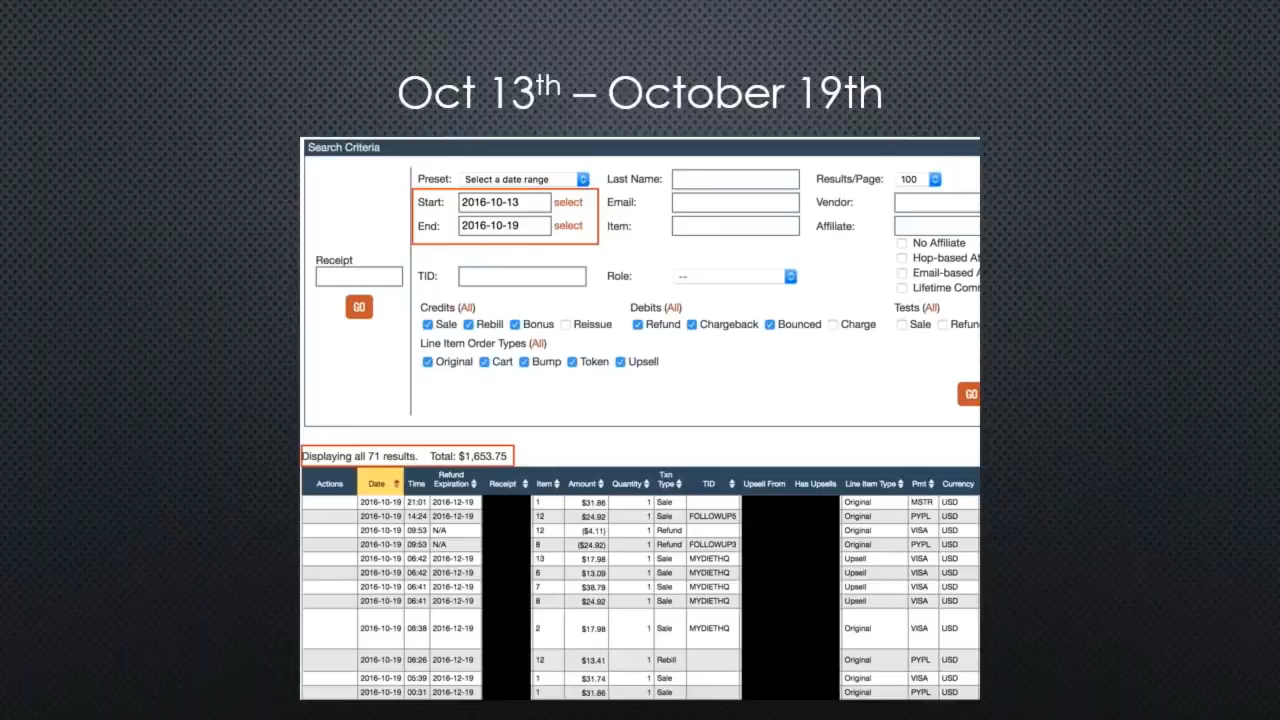 Oct 13th – October 19th
Search Criteria
Preset: Select a date range Last Name: Results/Page: 100
Start: 2016-10-13 select Email: Vendor:
End: 2016-10-19 select Item: Affiliate:
No Affiliate
Hop-based Af
Receipt Email-based A
TID: Role: --
Lifetime Comm
GO
Credits (All) Debits (All) Tests (All)
Sale Rebill Bonus Reissue Refund Chargeback Bounced Charge Sale Refun
Line Item Order Types (All)
Original Cart Bump Token Upsell
GO
Displaying all 71 results. Total: $1,653.75
Actions Date Time Refund Expiration Receipt Item Amount Quantity Txn Type TID Upsell From Has Upsells Line Item Type Pmt Currency
2016-10-19 21:01 2016-12-19 1 $31.86 1 Sale Original MSTR USD
2016-10-19 14:24 2016-12-19 12 $24.92 1 Sale FOLLOWUP5 Original PYPL USD
2016-10-19 09:53 N/A 12 ($4.11) 1 Refund Original VISA USD
2016-10-19 09:53 N/A 8 ($24.92) 1 Refund FOLLOWUP3 Original PYPL USD
2016-10-19 06:42 2016-12-19 13 $17.98 1 Sale MYDIETHQ Upsell VISA USD
2016-10-19 06:42 2016-12-19 6 $13.09 1 Sale MYDIETHQ Upsell VISA USD
2016-10-19 06:41 2016-12-19 7 $38.79 1 Sale MYDIETHQ Upsell VISA USD
2016-10-19 06:41 2016-12-19 8 $24.92 1 Sale MYDIETHQ Upsell VISA USD
2016-10-19 06:38 2016-12-19 2 $17.98 1 Sale MYDIETHQ Original VISA USD
2016-10-19 06:26 2016-12-19 12 $13.41 1 Rebill Original PYPL USD
2016-10-19 05:39 2016-12-19 1 $31.74 1 Sale Original VISA USD
2016-10-19 00:31 2016-12-19 1 $31.86 1 Sale Original PYPL USD